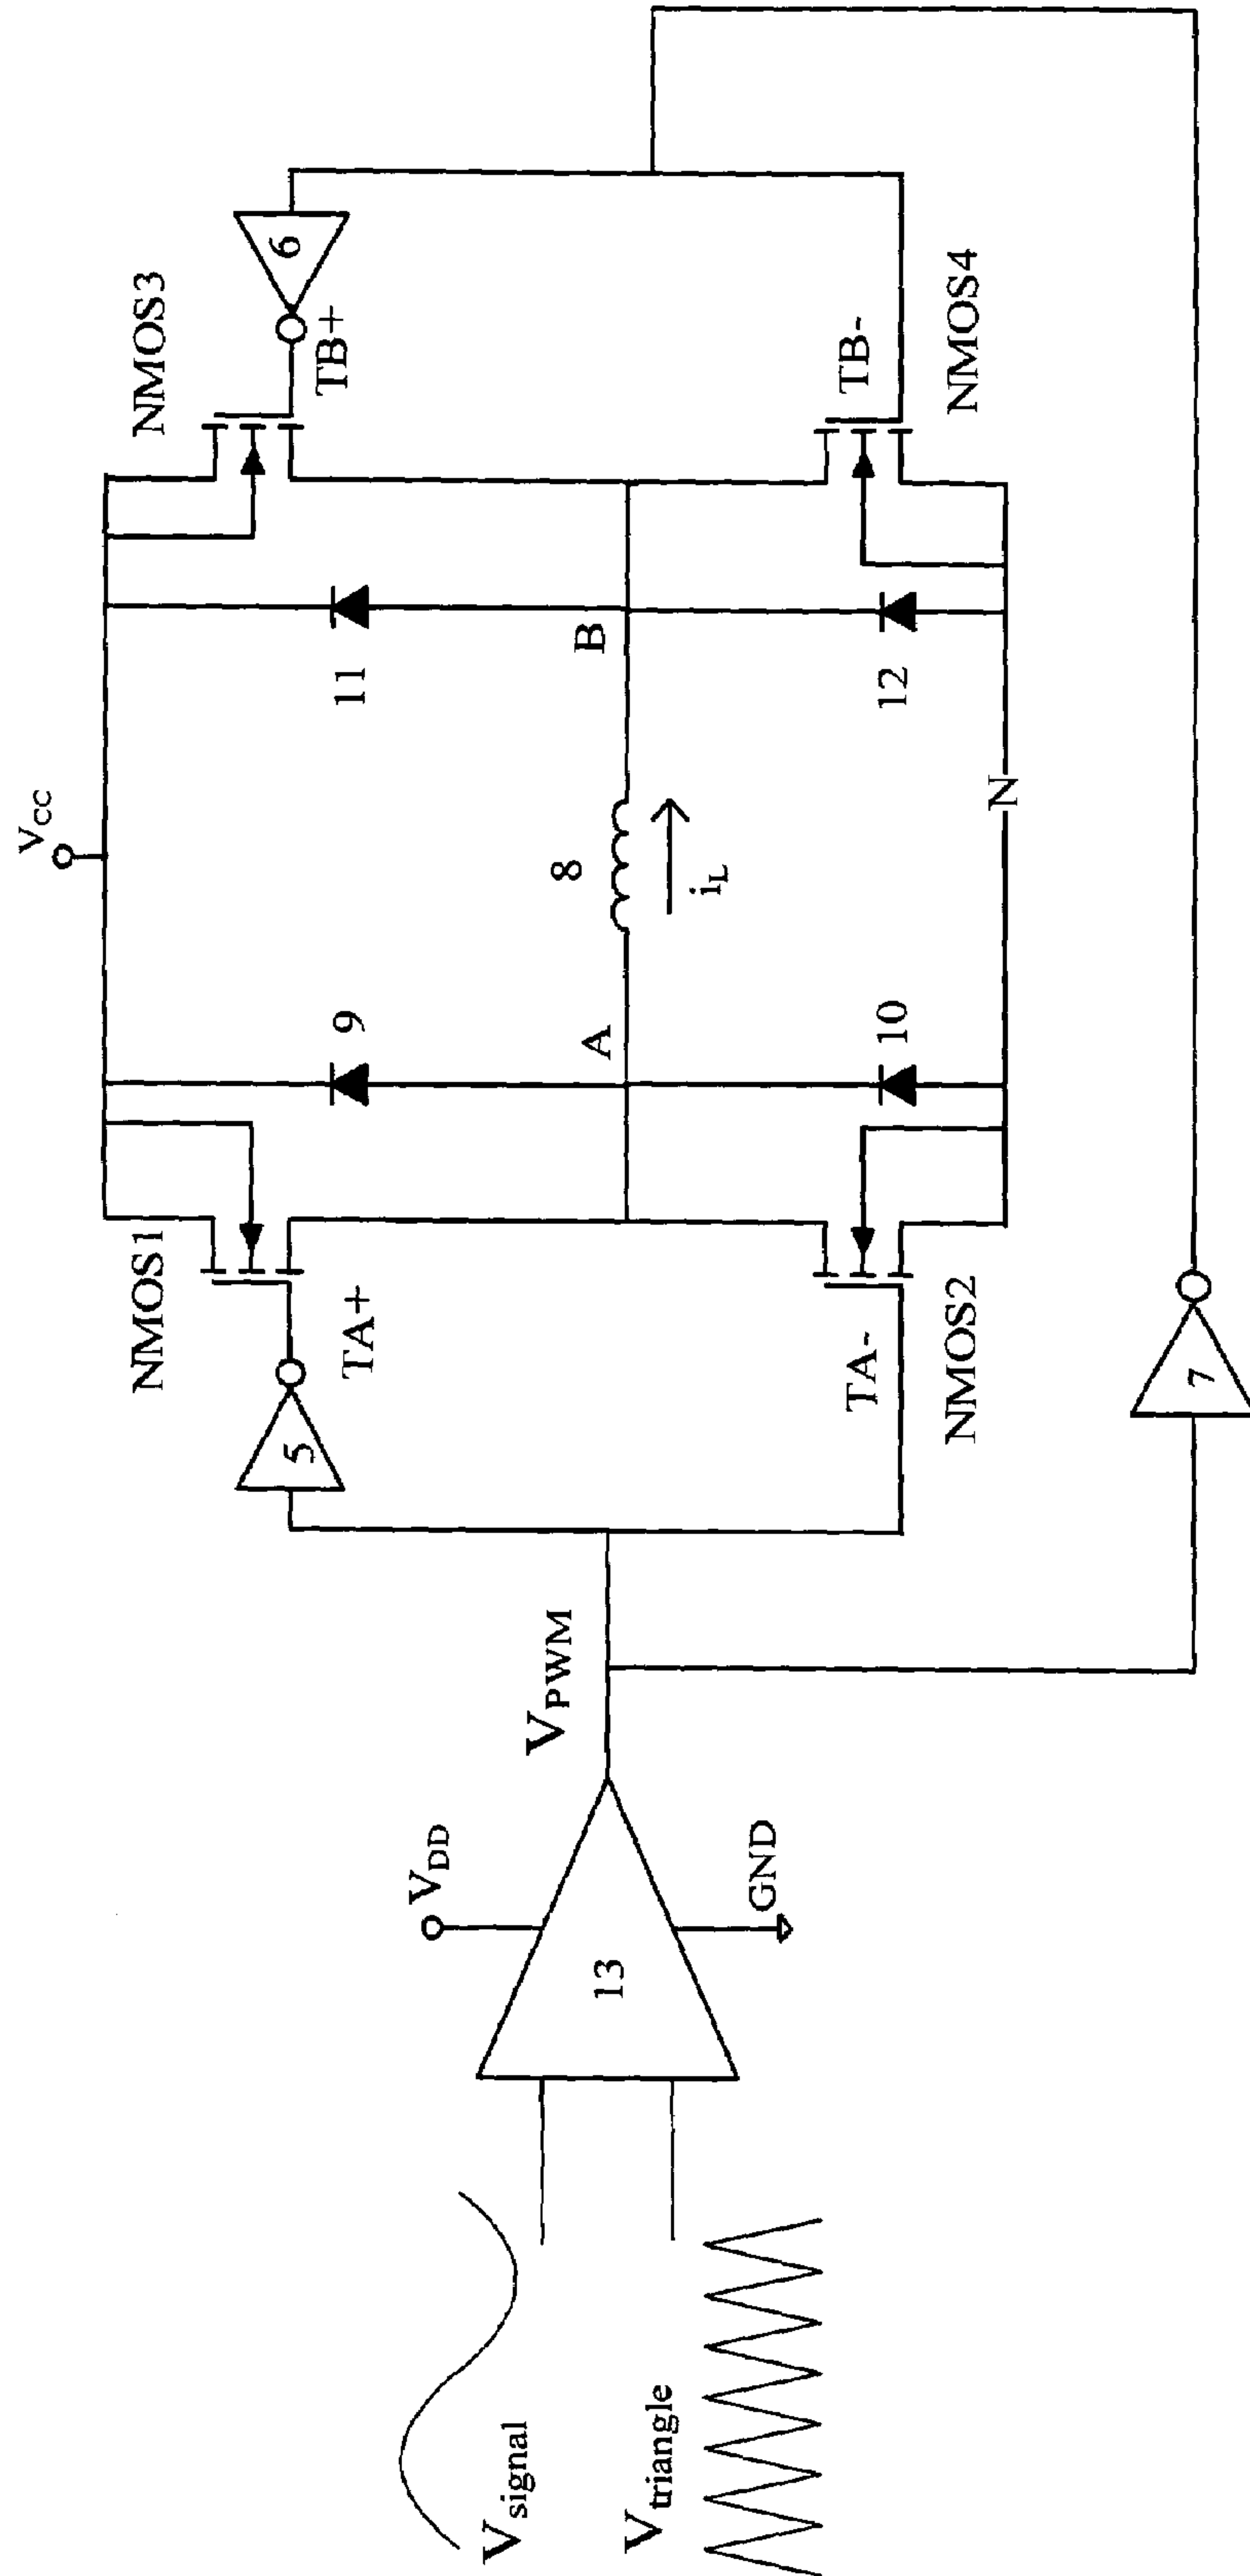 V_CC
NMOS1
NMOS3
5
TA+
9
11
TB+
6
V_DD
V_PWM
A
8
B
i_L
V_signal
13
V_triangle
GND
TA-
10
12
TB-
NMOS2
N
NMOS4
7